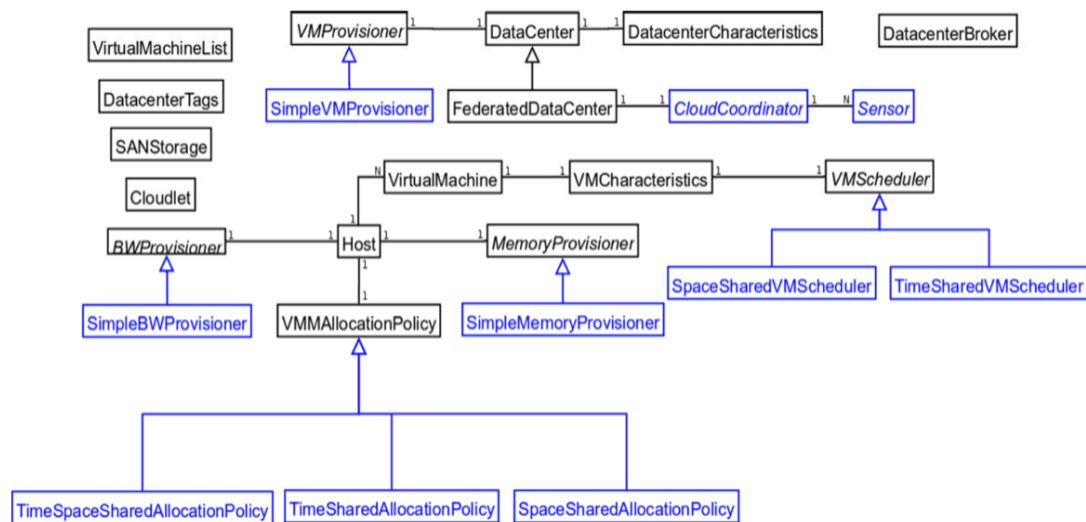 VirtualMachineList
VMProvisioner 1 1 DataCenter 1 1 DatacenterCharacteristics
DatacenterBroker
DatacenterTags
SimpleVMProvisioner
FederatedDataCenter 1 1 CloudCoordinator 1 N Sensor
SANStorage
Cloudlet
N VirtualMachine 1 1 VMCharacteristics 1 1 VMScheduler
1
BWProvisioner 1 1 Host 1 1 MemoryProvisioner
1
SpaceSharedVMScheduler
TimeSharedVMScheduler
1
SimpleBWProvisioner
VMMAllocationPolicy
SimpleMemoryProvisioner
TimeSpaceSharedAllocationPolicy
TimeSharedAllocationPolicy
SpaceSharedAllocationPolicy